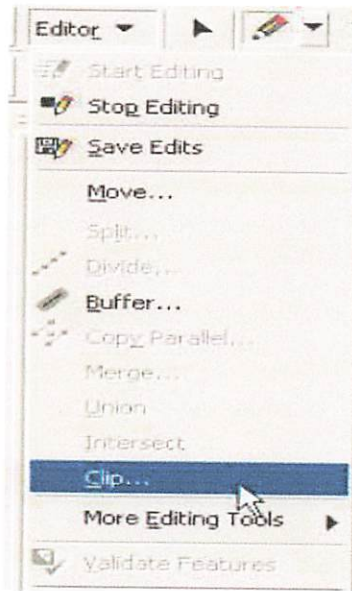 Editor
Start Editing
Stop Editing
Save Edits
Move...
Split...
Divide...
Buffer...
Copy Parallel...
Merge...
Union
Intersect
Clip...
More Editing Tools
Validate Features